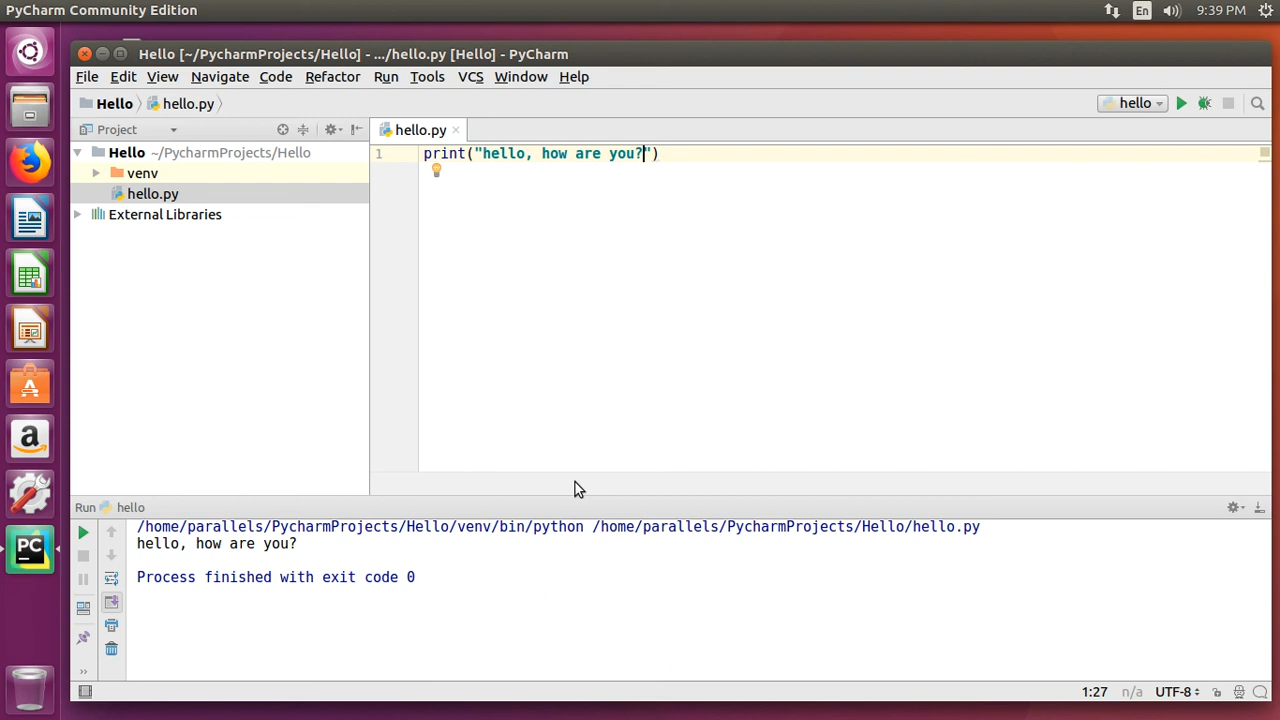 PyCharm Community Edition
En
9:39 PM
Hello [~/PycharmProjects/Hello] - .../hello.py [Hello] - PyCharm
File Edit View Navigate Code Refactor Run Tools VCS Window Help
Hello hello.py
hello
Project
hello.py
Hello ~/PycharmProjects/Hello
venv
hello.py
External Libraries
1 print("hello, how are you?")
Run hello
/home/parallels/PycharmProjects/Hello/venv/bin/python /home/parallels/PycharmProjects/Hello/hello.py
hello, how are you?
Process finished with exit code 0
1:27 n/a UTF-8
A
a
PC